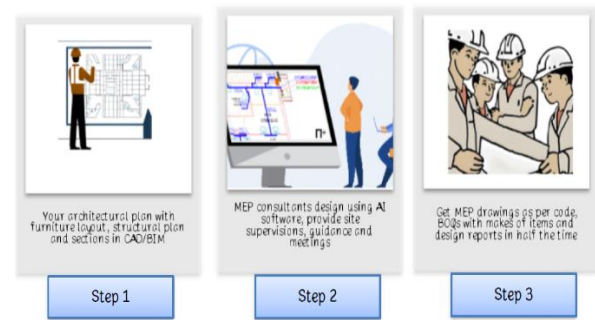 Your architectural plan with
furniture layout, structural plan
and sections in CAD/BIM
Step 1
MEP consultants design using AI
software, provide site
supervisions, guidance and
meetings
Step 2
Get MEP drawings as per code,
BOQs with makes of items and
design reports in half the time
Step 3